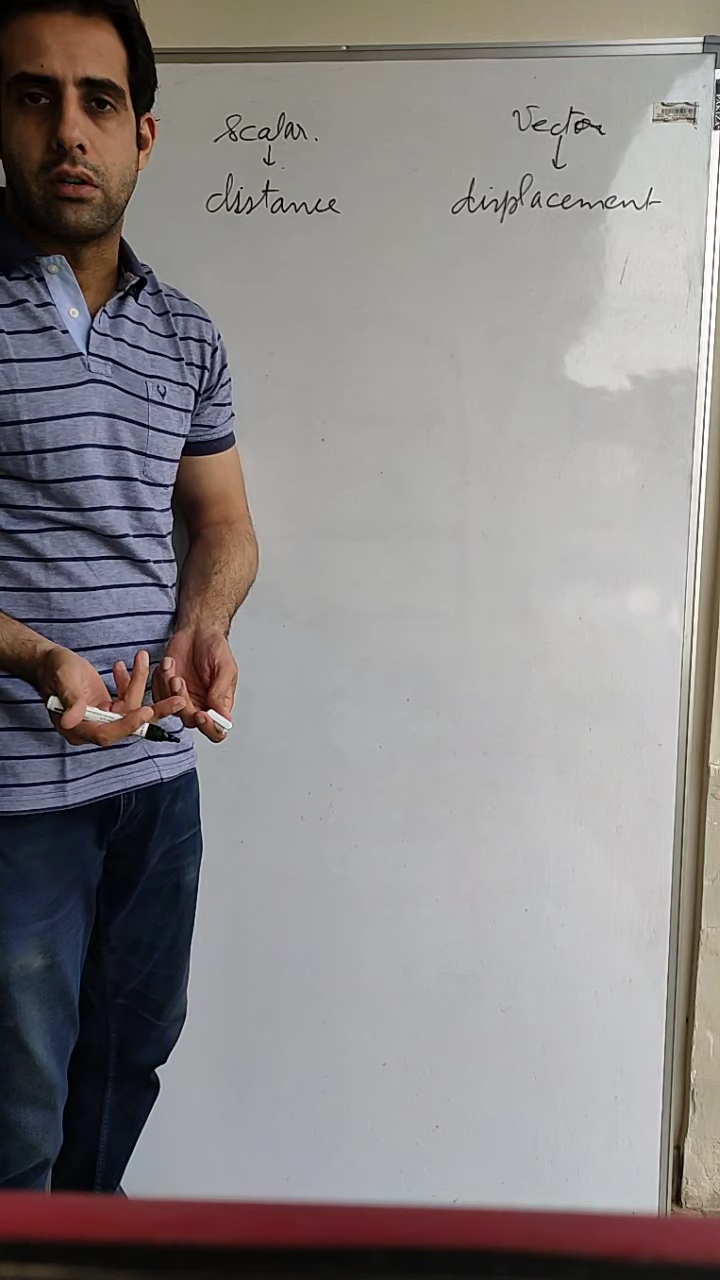 Scalar. Vector
↓ ↓
distance displacement